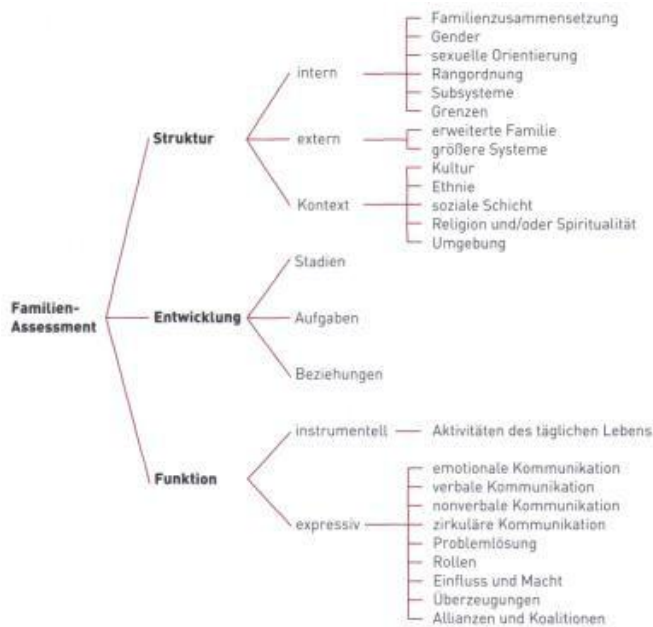 Familien-
Assessment
Struktur
intern
Familienzusammensetzung
Gender
sexuelle Orientierung
Rangordnung
Subsysteme
Grenzen
extern
erweiterte Familie
größere Systeme
Kontext
Kultur
Ethnie
soziale Schicht
Religion und/oder Spiritualität
Umgebung
Entwicklung
Stadien
Aufgaben
Beziehungen
Funktion
instrumentell
Aktivitäten des täglichen Lebens
expressiv
emotionale Kommunikation
verbale Kommunikation
nonverbale Kommunikation
zirkuläre Kommunikation
Problemlösung
Rollen
Einfluss und Macht
Überzeugungen
Allianzen und Koalitionen